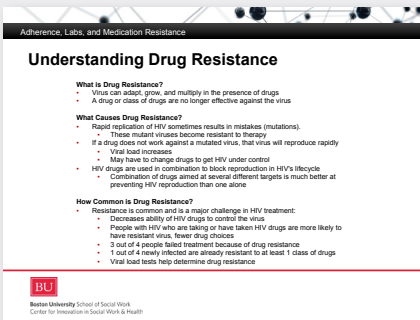 Adherence, Labs, and Medication Resistance
Understanding Drug Resistance
What is Drug Resistance?
• Virus can adapt, grow, and multiply in the presence of drugs
• A drug or class of drugs are no longer effective against the virus
What Causes Drug Resistance?
• Rapid replication of HIV sometimes results in mistakes (mutations).
• These mutant viruses become resistant to therapy
• If a drug does not work against a mutated virus, that virus will reproduce rapidly
• Viral load increases
• May have to change drugs to get HIV under control
• HIV drugs are used in combination to block reproduction in HIV's lifecycle
• Combination of drugs aimed at several different targets is much better at
preventing HIV reproduction than one alone
How Common is Drug Resistance?
• Resistance is common and is a major challenge in HIV treatment:
• Decreases ability of HIV drugs to control the virus
• People with HIV who are taking or have taken HIV drugs are more likely to
have resistant virus, fewer drug choices
• 3 out of 4 people failed treatment because of drug resistance
• 1 out of 4 newly infected are already resistant to at least 1 class of drugs
• Viral load tests help determine drug resistance
BU
Boston University School of Social Work
Center for Innovation in Social Work & Health